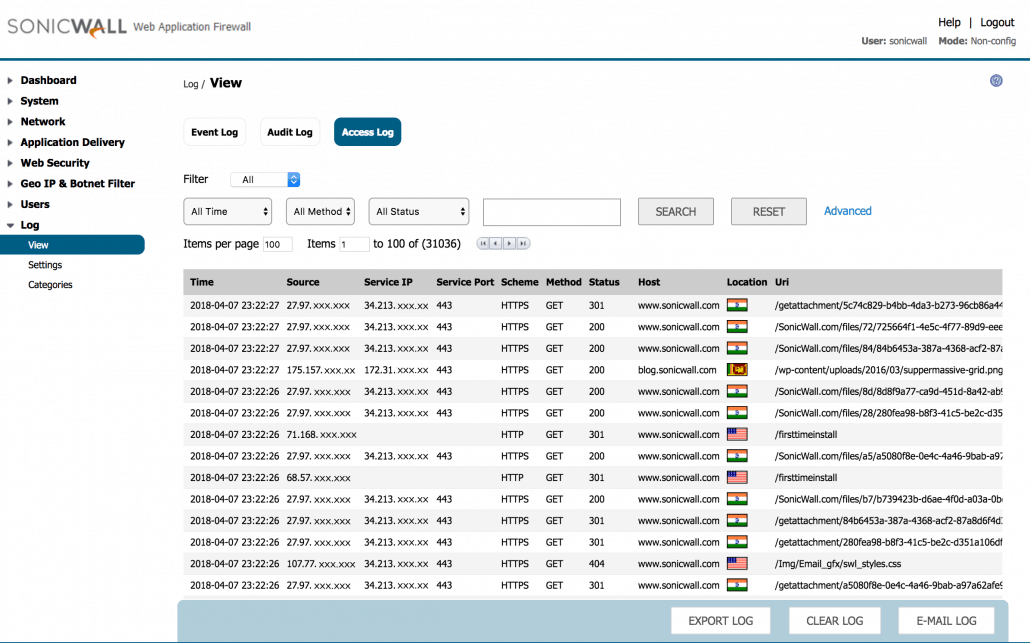 SONICWALL Web Application Firewall
Help | Logout
User: sonicwall Mode: Non-config
Dashboard
System
Network
Application Delivery
Web Security
Geo IP & Botnet Filter
Users
Log
View
Settings
Categories
Log / View
Event Log Audit Log Access Log
Filter All
All Time All Method All Status SEARCH RESET Advanced
Items per page 100 Items 1 to 100 of (31036)
Time Source Service IP Service Port Scheme Method Status Host Location Uri
2018-04-07 23:22:27 27.97. xxx.xxx 34.213. xxx.xx 443 HTTPS GET 301 www.sonicwall.com /getattachment/5c74c829-b4bb-4da3-b273-96cb86a44
2018-04-07 23:22:27 27.97. xxx.xxx 34.213. xxx.xx 443 HTTPS GET 200 www.sonicwall.com /SonicWall.com/files/72/725664f1-4e5c-4f77-89d9-eee
2018-04-07 23:22:27 27.97. xxx.xxx 34.213. xxx.xx 443 HTTPS GET 200 www.sonicwall.com /SonicWall.com/files/84/84b6453a-387a-4368-acf2-87a
2018-04-07 23:22:27 175.157. xxx.xx 172.31. xxx.xx 443 HTTPS GET 200 blog.sonicwall.com /wp-content/uploads/2016/03/suppermassive-grid.png
2018-04-07 23:22:26 27.97. xxx.xxx 34.213. xxx.xx 443 HTTPS GET 200 www.sonicwall.com /SonicWall.com/files/8d/8d8f9a77-ca9d-451d-8a42-ab9
2018-04-07 23:22:26 27.97. xxx.xxx 34.213. xxx.xx 443 HTTPS GET 200 www.sonicwall.com /SonicWall.com/files/28/280fea98-b8f3-41c5-be2c-d35
2018-04-07 23:22:26 71.168. xxx.xxx HTTP GET 301 www.sonicwall.com /firsttimeinstall
2018-04-07 23:22:26 27.97. xxx.xxx 34.213. xxx.xx 443 HTTPS GET 200 www.sonicwall.com /SonicWall.com/files/a5/a5080f8e-0e4c-4a46-9bab-a97
2018-04-07 23:22:26 68.57. xxx.xxx HTTP GET 301 www.sonicwall.com /firsttimeinstall
2018-04-07 23:22:26 27.97. xxx.xxx 34.213. xxx.xx 443 HTTPS GET 200 www.sonicwall.com /SonicWall.com/files/b7/b739423b-d6ae-4f0d-a03a-0b
2018-04-07 23:22:26 27.97. xxx.xxx 34.213. xxx.xx 443 HTTPS GET 301 www.sonicwall.com /getattachment/84b6453a-387a-4368-acf2-87a8d6f4d
2018-04-07 23:22:26 27.97. xxx.xxx 34.213. xxx.xx 443 HTTPS GET 301 www.sonicwall.com /getattachment/280fea98-b8f3-41c5-be2c-d351a106df
2018-04-07 23:22:26 107.77. xxx.xxx 34.213. xxx.xx 443 HTTPS GET 404 www.sonicwall.com /Img/Email_gfx/swl_styles.css
2018-04-07 23:22:26 27.97. xxx.xxx 34.213. xxx.xx 443 HTTPS GET 301 www.sonicwall.com /getattachment/a5080f8e-0e4c-4a46-9bab-a97a62afe9
EXPORT LOG CLEAR LOG E-MAIL LOG